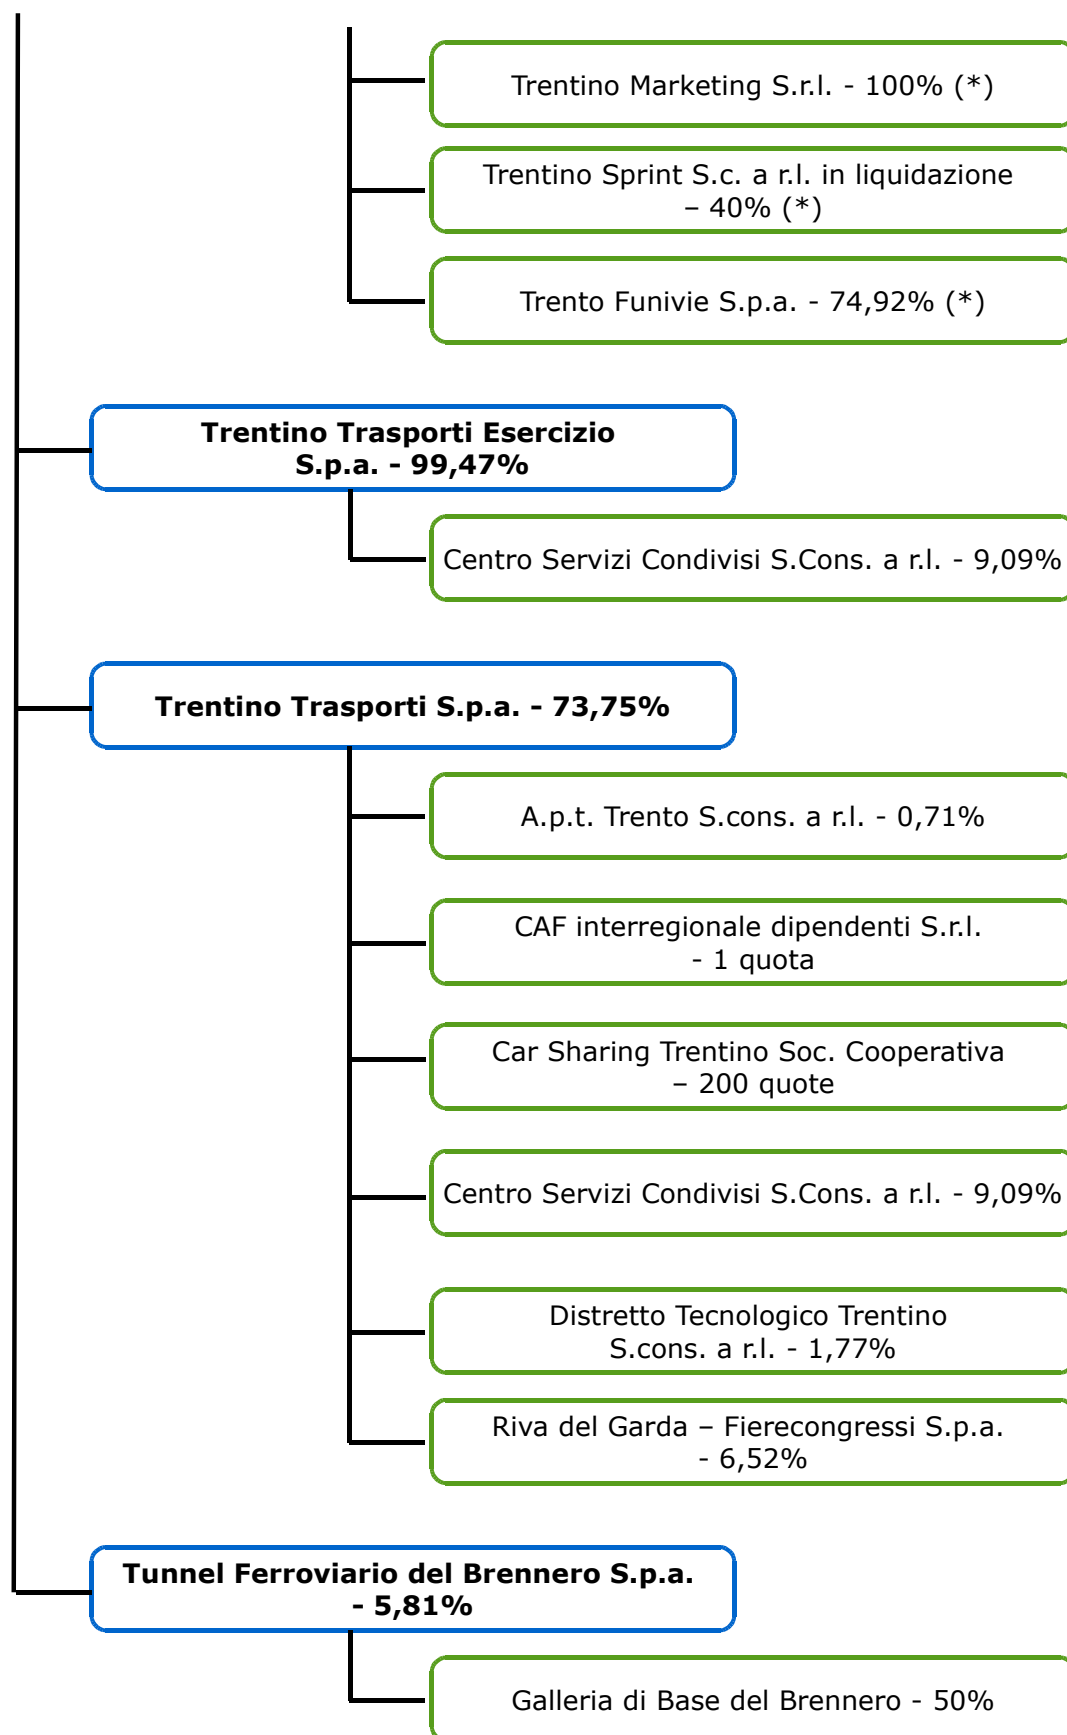 Trentino Marketing S.r.l. - 100% (*)
Trentino Sprint S.c. a r.l. in liquidazione
– 40% (*)
Trento Funivie S.p.a. - 74,92% (*)
Trentino Trasporti Esercizio
S.p.a. - 99,47%
Centro Servizi Condivisi S.Cons. a r.l. - 9,09%
Trentino Trasporti S.p.a. - 73,75%
A.p.t. Trento S.cons. a r.l. - 0,71%
CAF interregionale dipendenti S.r.l.
- 1 quota
Car Sharing Trentino Soc. Cooperativa
– 200 quote
Centro Servizi Condivisi S.Cons. a r.l. - 9,09%
Distretto Tecnologico Trentino
S.cons. a r.l. - 1,77%
Riva del Garda – Fierecongressi S.p.a.
- 6,52%
Tunnel Ferroviario del Brennero S.p.a.
- 5,81%
Galleria di Base del Brennero - 50%